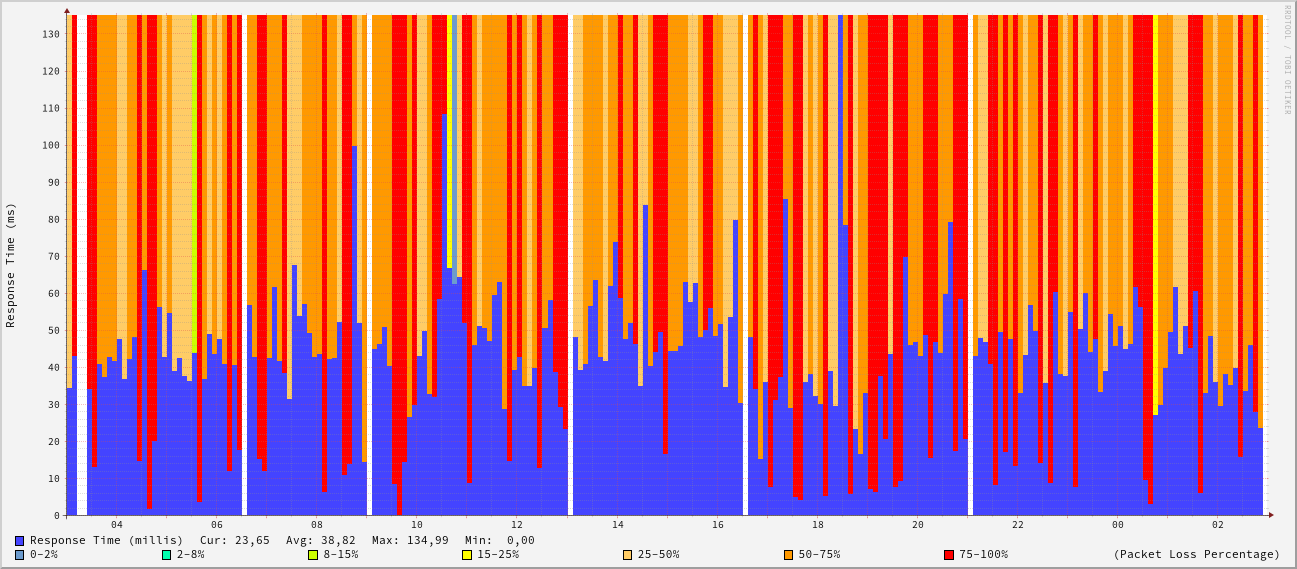 RRDTOOL / TOBI OETIKER
Response Time (ms)
130
120
110
100
90
80
70
60
50
40
30
20
10
0
04 06 08 10 12 14 16 18 20 22 00 02
Response Time (millis) Cur: 23,65 Avg: 38,82 Max: 134,99 Min: 0,00
0-2% 2-8% 8-15% 15-25% 25-50% 50-75% 75-100% (Packet Loss Percentage)